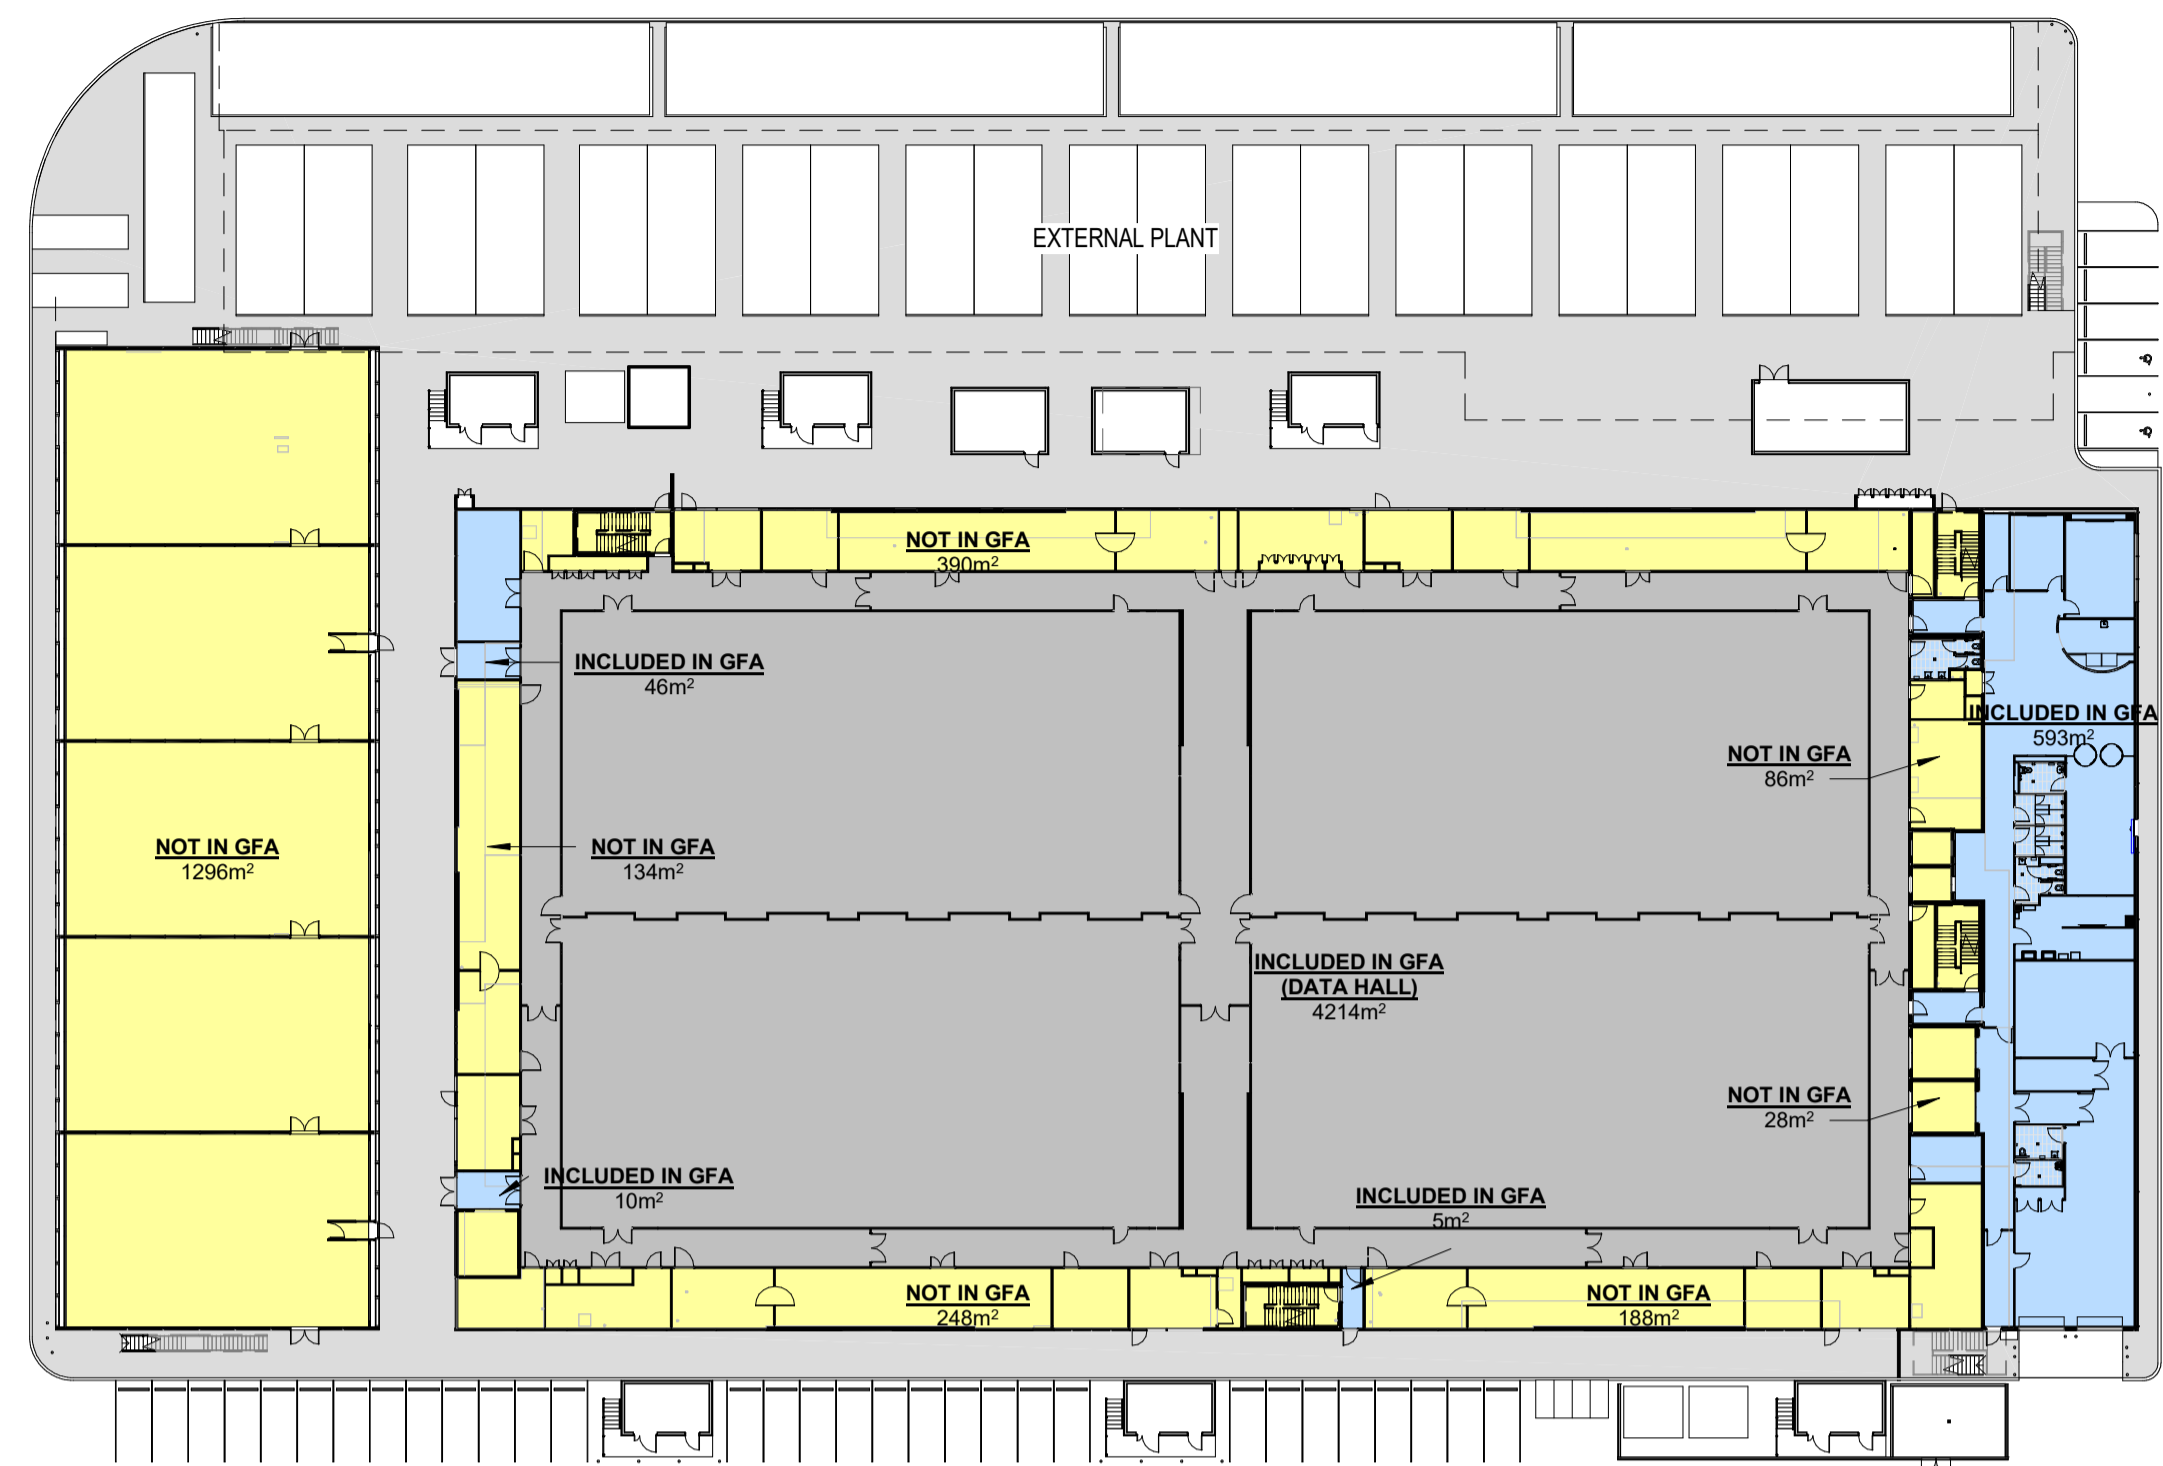 EXTERNAL PLANT
NOT IN GFA
390m²
INCLUDED IN GFA
46m²
INCLUDED IN GFA
593m²
NOT IN GFA
86m²
NOT IN GFA
1296m²
NOT IN GFA
134m²
INCLUDED IN GFA
(DATA HALL)
4214m²
NOT IN GFA
28m²
INCLUDED IN GFA
10m²
INCLUDED IN GFA
5m²
NOT IN GFA
248m²
NOT IN GFA
188m²